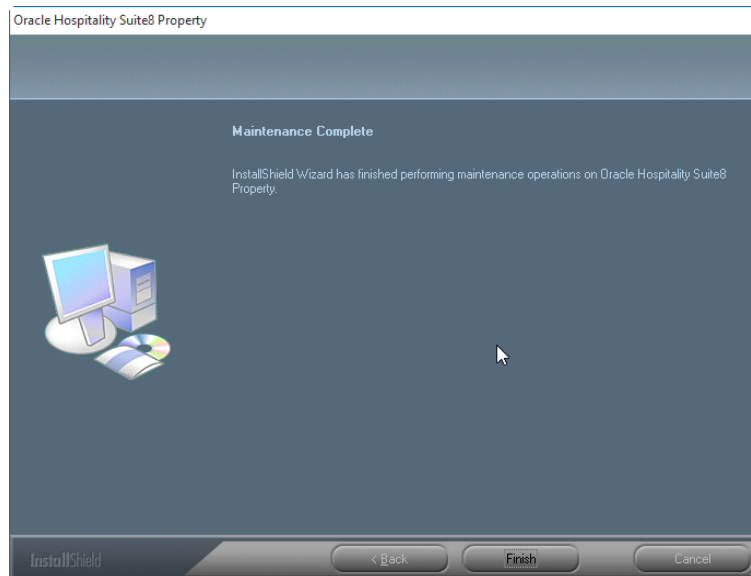 Oracle Hospitality Suite8 Property
Maintenance Complete
InstallShield Wizard has finished performing maintenance operations on Oracle Hospitality Suite8
Property.
InstallShield
< Back
Finish
Cancel